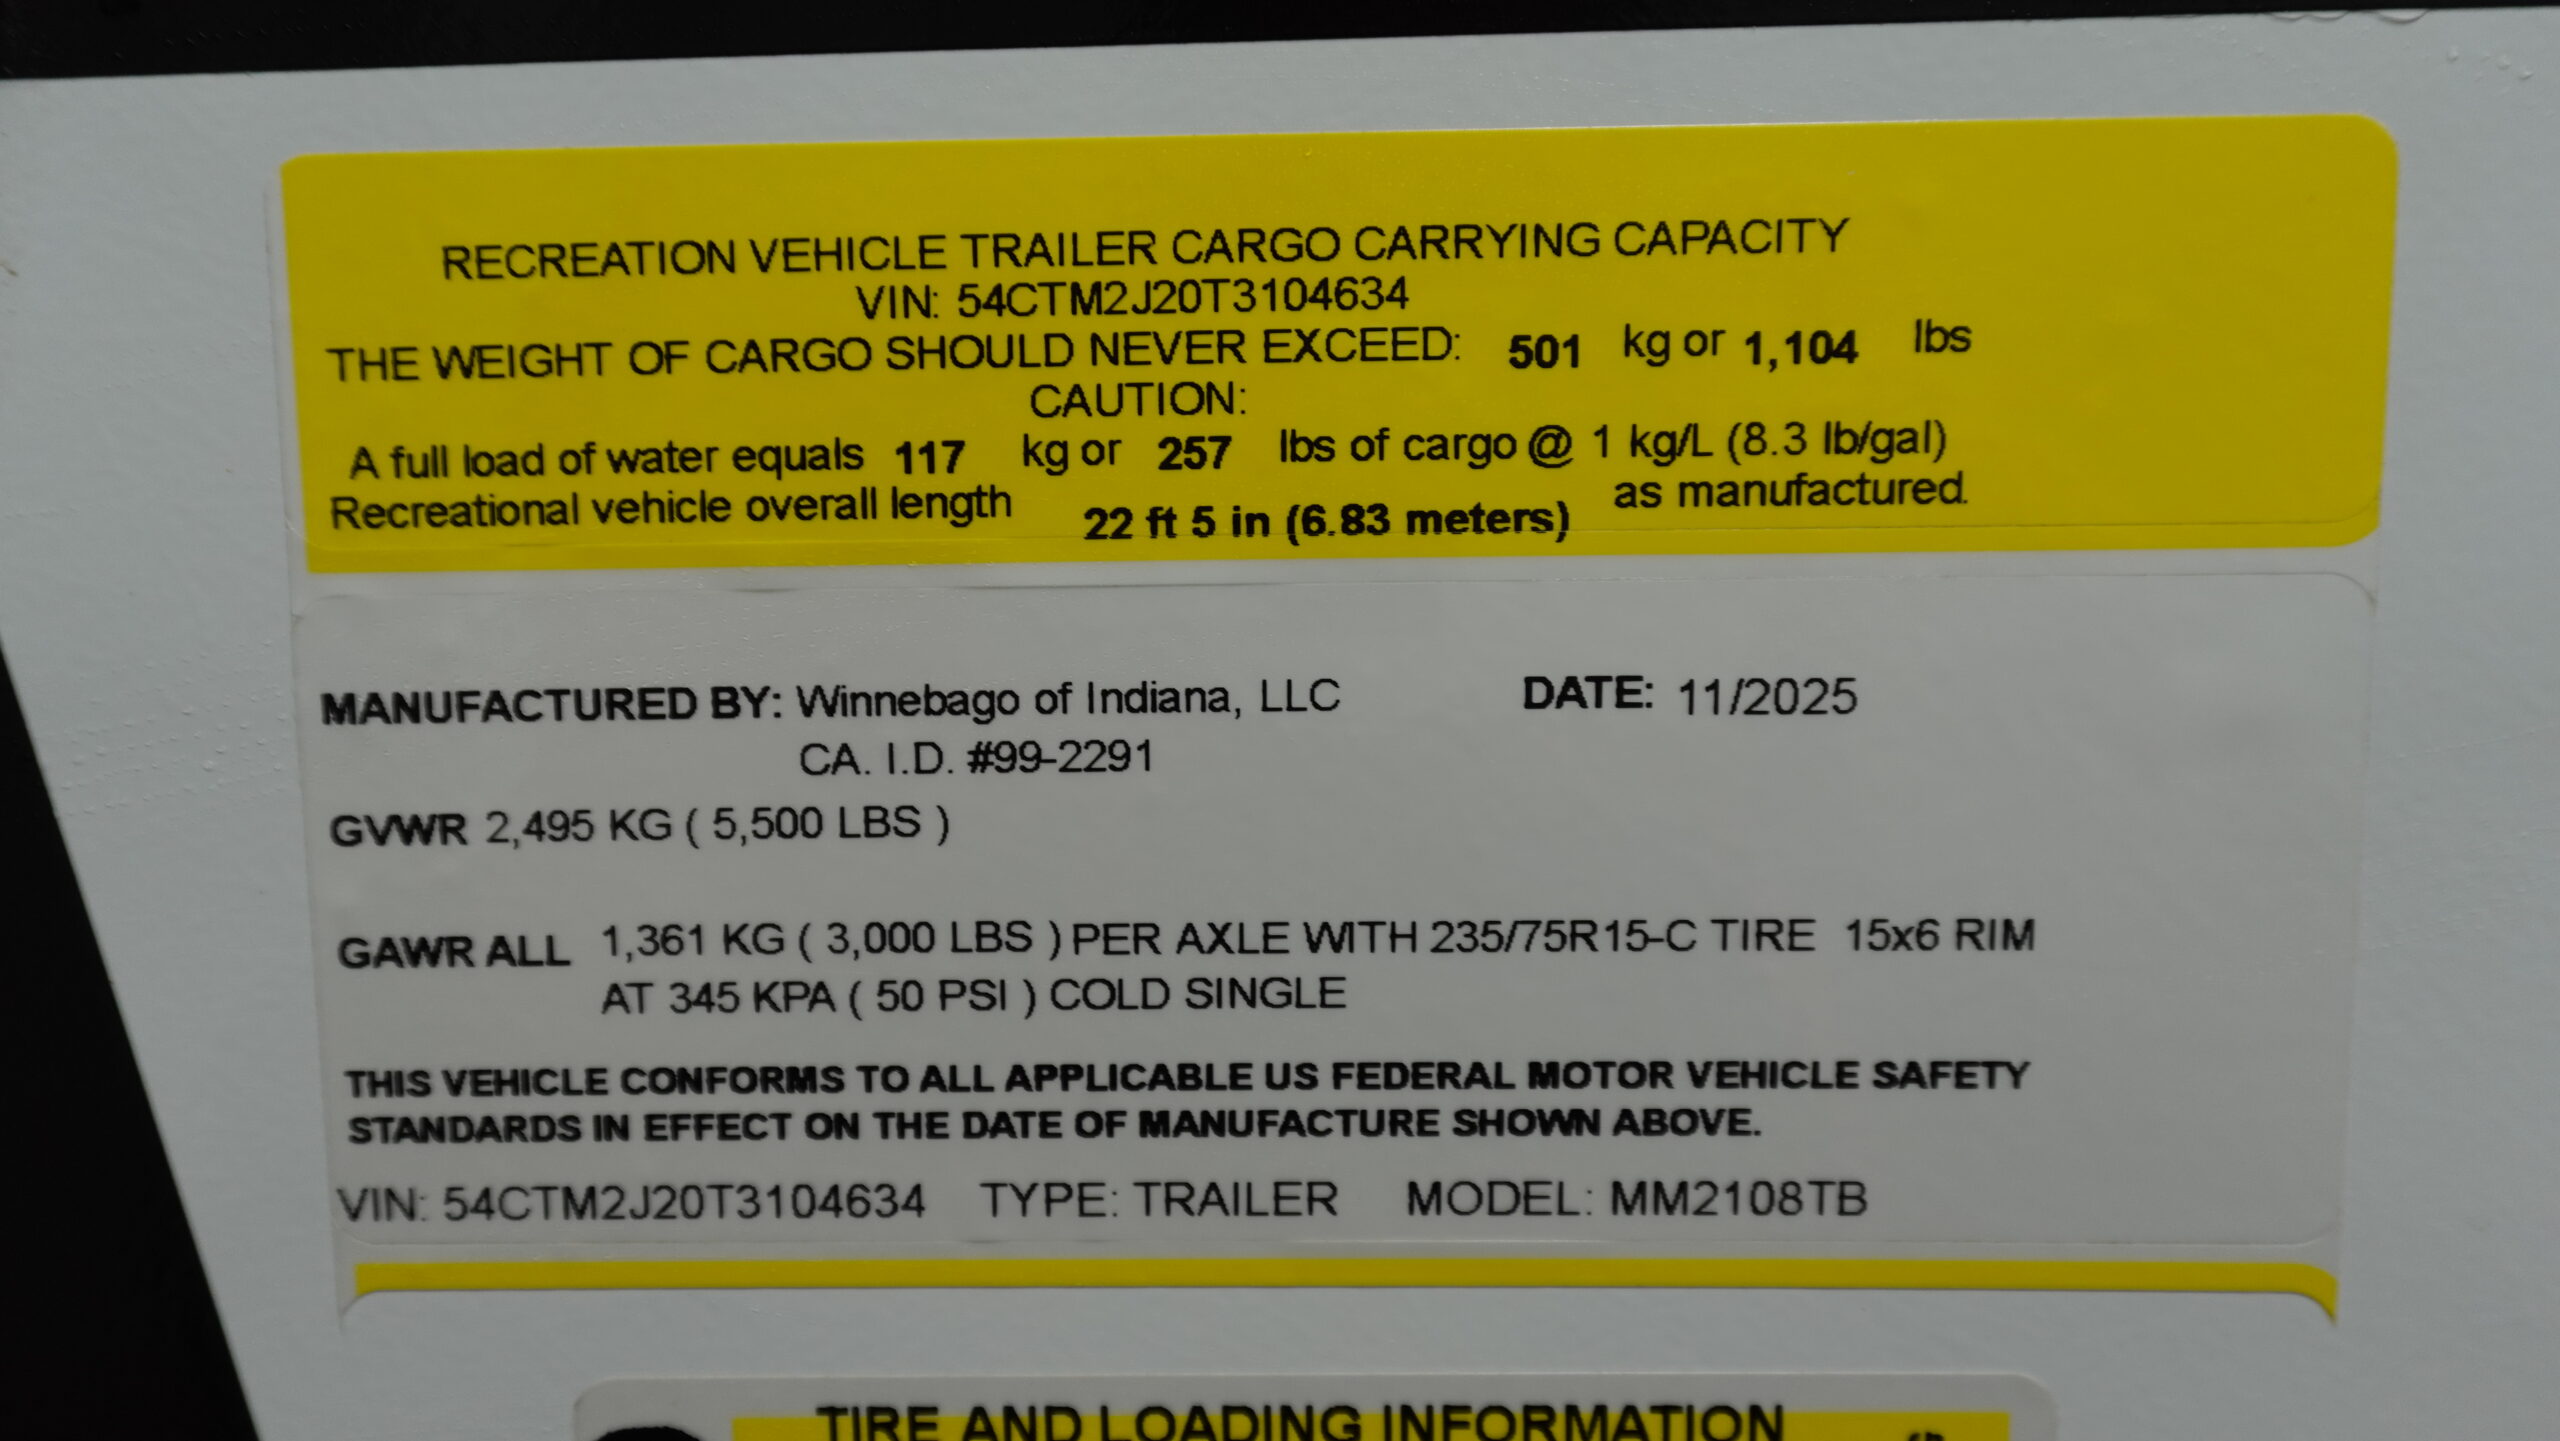 RECREATION VEHICLE TRAILER CARGO CARRYING CAPACITY
VIN: 54CTM2J20T3104634
THE WEIGHT OF CARGO SHOULD NEVER EXCEED: 501 kg or 1,104 lbs
CAUTION:
A full load of water equals 117 kg or 257 lbs of cargo @ 1 kg/L (8.3 lb/gal)
Recreational vehicle overall length 22 ft 5 in (6.83 meters) as manufactured.
MANUFACTURED BY: Winnebago of Indiana, LLC DATE: 11/2025
CA. I.D. #99-2291
GVWR 2,495 KG ( 5,500 LBS )
GAWR ALL 1,361 KG ( 3,000 LBS ) PER AXLE WITH 235/75R15-C TIRE 15x6 RIM
AT 345 KPA ( 50 PSI ) COLD SINGLE
THIS VEHICLE CONFORMS TO ALL APPLICABLE US FEDERAL MOTOR VEHICLE SAFETY
STANDARDS IN EFFECT ON THE DATE OF MANUFACTURE SHOWN ABOVE.
VIN: 54CTM2J20T3104634 TYPE: TRAILER MODEL: MM2108TB
TIRE AND LOADING INFORMATION